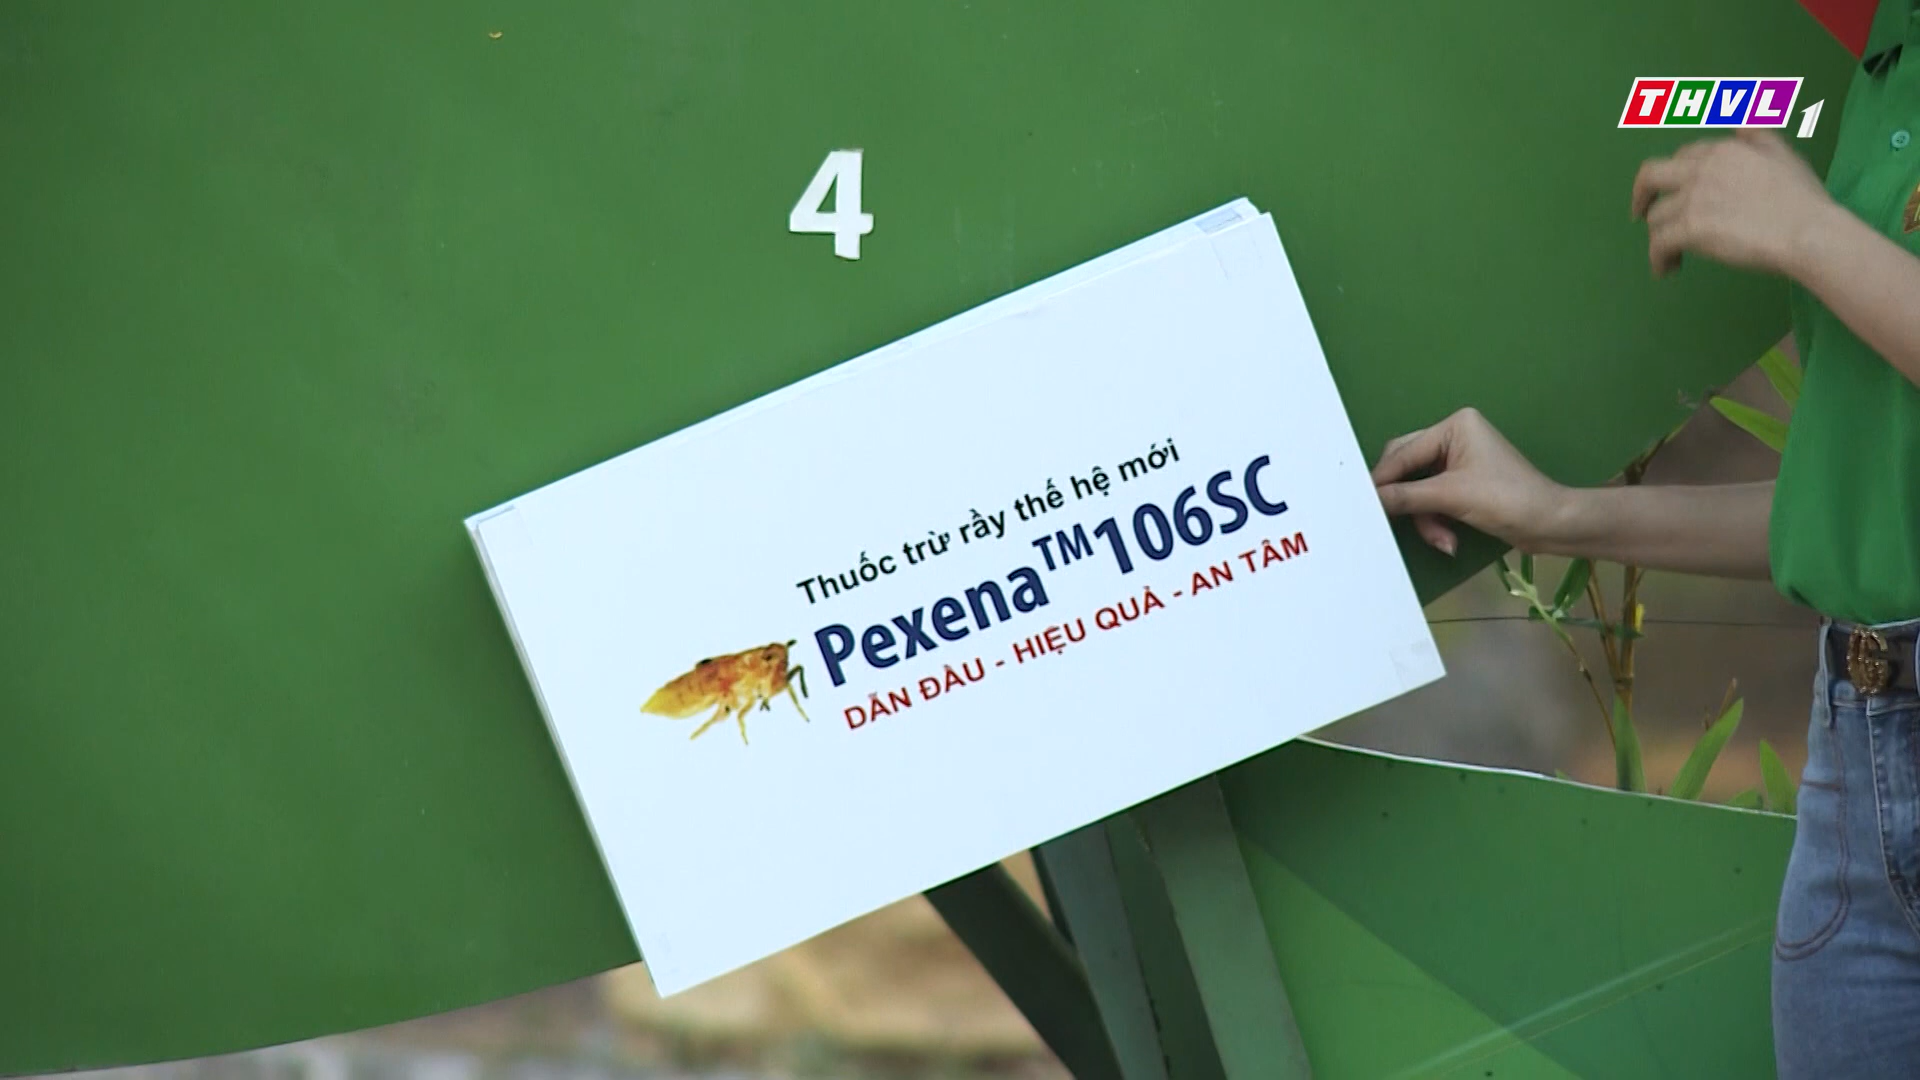 THVL1
4
Thuốc trừ rầy thế hệ mới
Pexena™106SC
DẪN ĐẦU - HIỆU QUẢ - AN TÂM